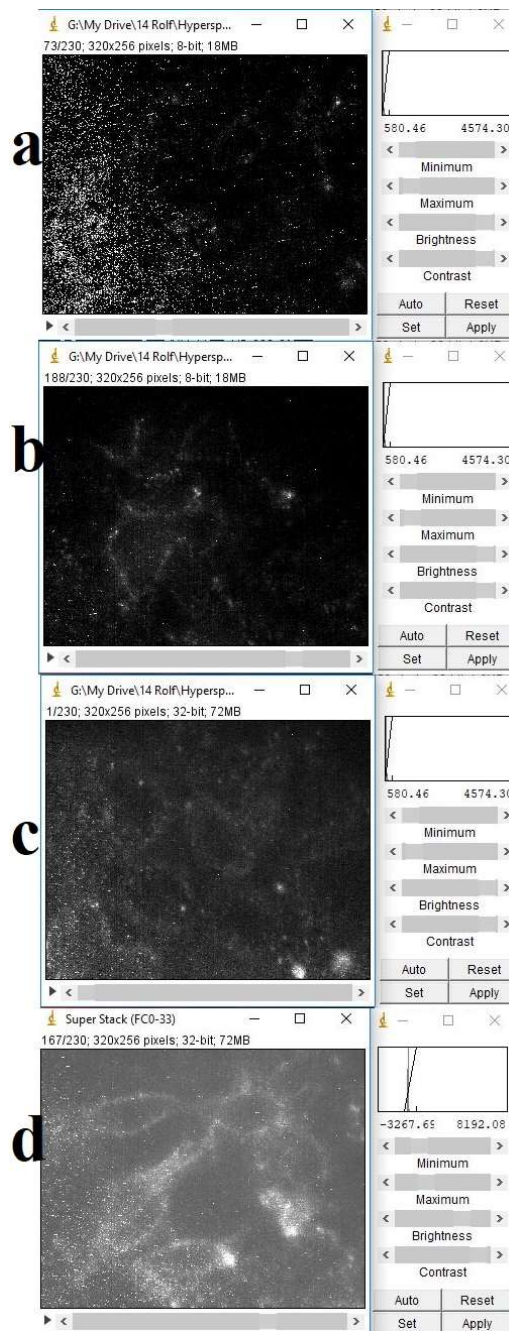 G:\My Drive\14 Rolf\Hypersp...
73/230; 320x256 pixels; 8-bit; 18MB
a
580.46 4574.30
Minimum
Maximum
Brightness
Contrast
Auto Reset
Set Apply
G:\My Drive\14 Rolf\Hypersp...
188/230; 320x256 pixels; 8-bit; 18MB
b
580.46 4574.30
Minimum
Maximum
Brightness
Contrast
Auto Reset
Set Apply
G:\My Drive\14 Rolf\Hypersp...
1/230; 320x256 pixels; 32-bit; 72MB
c
580.46 4574.30
Minimum
Maximum
Brightness
Contrast
Auto Reset
Set Apply
Super Stack (FC0-33)
167/230; 320x256 pixels; 32-bit; 72MB
d
-3267.65 8192.08
Minimum
Maximum
Brightness
Contrast
Auto Reset
Set Apply